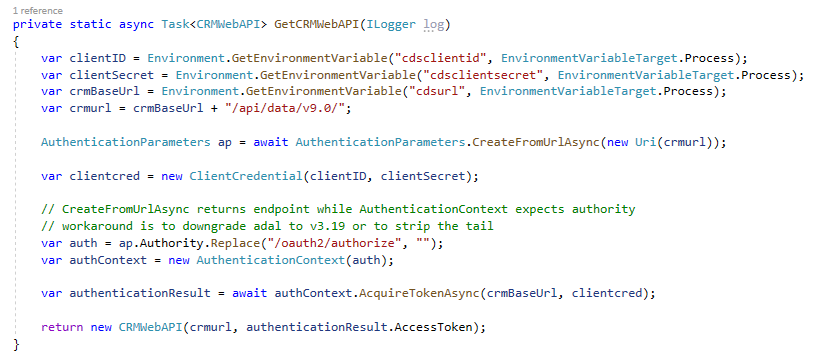 1 reference
private static async Task<CRMWebAPI> GetCRMWebAPI(ILogger log)
{
    var clientID = Environment.GetEnvironmentVariable("cdsclientid", EnvironmentVariableTarget.Process);
    var clientSecret = Environment.GetEnvironmentVariable("cdsclientsecret", EnvironmentVariableTarget.Process);
    var crmBaseUrl = Environment.GetEnvironmentVariable("cdsurl", EnvironmentVariableTarget.Process);
    var crmurl = crmBaseUrl + "/api/data/v9.0/";

    AuthenticationParameters ap = await AuthenticationParameters.CreateFromUrlAsync(new Uri(crmurl));

    var clientcred = new ClientCredential(clientID, clientSecret);

    // CreateFromUrlAsync returns endpoint while AuthenticationContext expects authority
    // workaround is to downgrade adal to v3.19 or to strip the tail
    var auth = ap.Authority.Replace("/oauth2/authorize", "");
    var authContext = new AuthenticationContext(auth);

    var authenticationResult = await authContext.AcquireTokenAsync(crmBaseUrl, clientcred);

    return new CRMWebAPI(crmurl, authenticationResult.AccessToken);
}